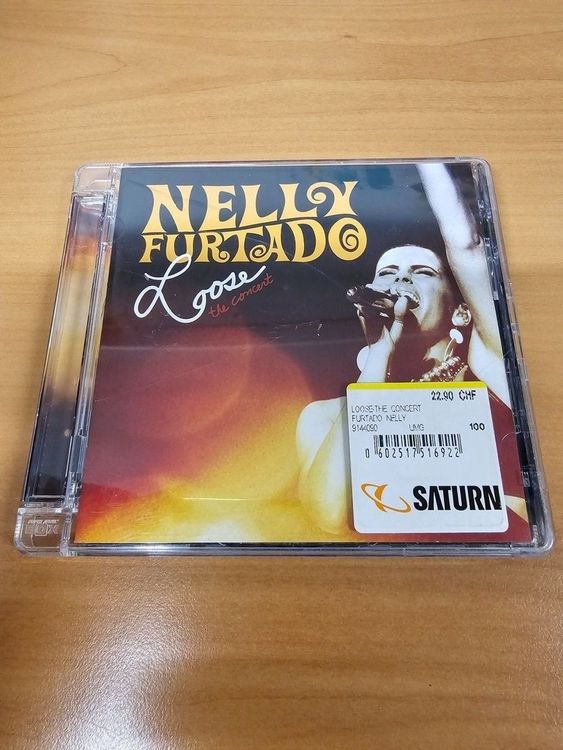 NELLY
FURTADO
Loose
the concert
22.90 CHF
LOOSE-THE CONCERT
FURTADO NELLY
9144090 UMG 100
0 602517 516922
SATURN